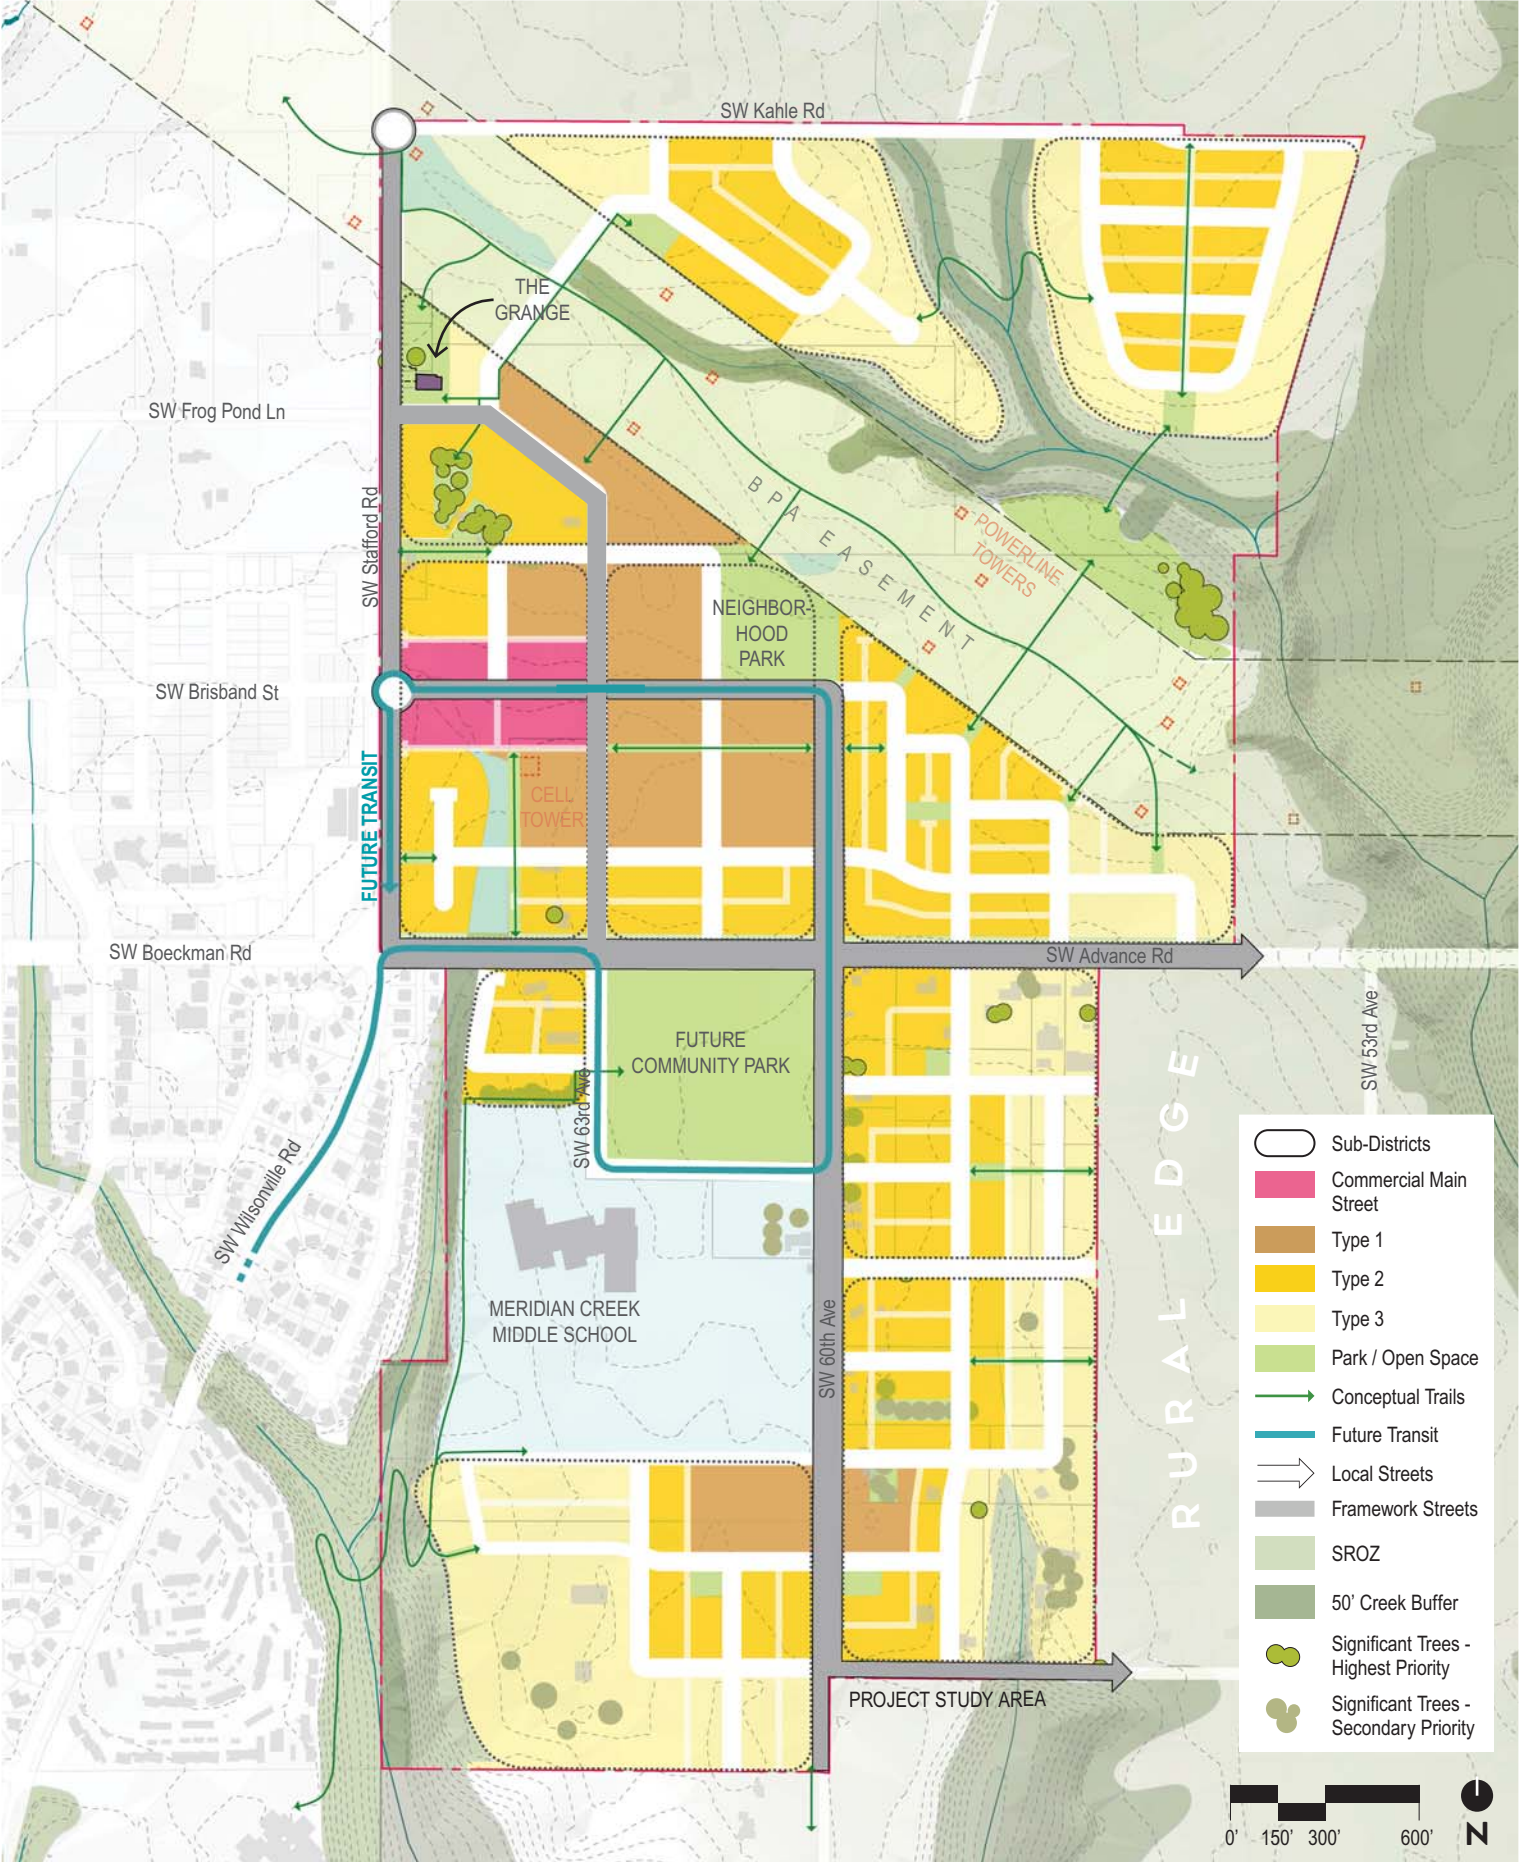 SW Kahle Rd
THE
GRANGE
SW Frog Pond Ln
SW Stafford Rd
BPA EASEMENT
POWERLINE
TOWERS
NEIGHBOR-
HOOD
PARK
SW Brisband St
FUTURE TRANSIT
CELL
TOWER
SW Boeckman Rd
SW Advance Rd
SW 53rd Ave
FUTURE
COMMUNITY PARK
SW 63rd Ave
SW Wilsonville Rd
RURAL EDGE
MERIDIAN CREEK
MIDDLE SCHOOL
SW 60th Ave
PROJECT STUDY AREA
Sub-Districts
Commercial Main
Street
Type 1
Type 2
Type 3
Park / Open Space
Conceptual Trails
Future Transit
Local Streets
Framework Streets
SROZ
50' Creek Buffer
Significant Trees -
Highest Priority
Significant Trees -
Secondary Priority
0' 150' 300' 600'
N